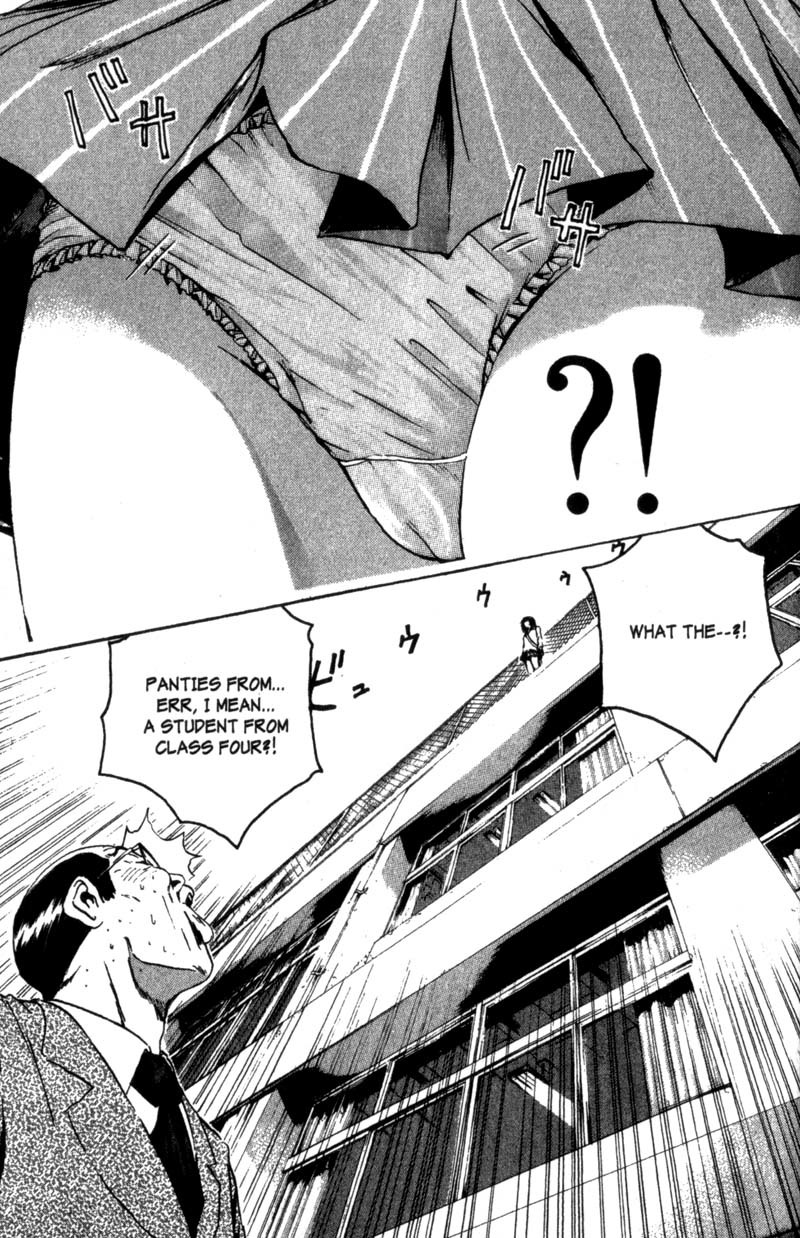 バ
サ
バ
サ
?!
WHAT THE--?!
ビュ
ウ
ウ
ウ
ウ
PANTIES FROM...
ERR, I MEAN...
A STUDENT FROM
CLASS FOUR?!